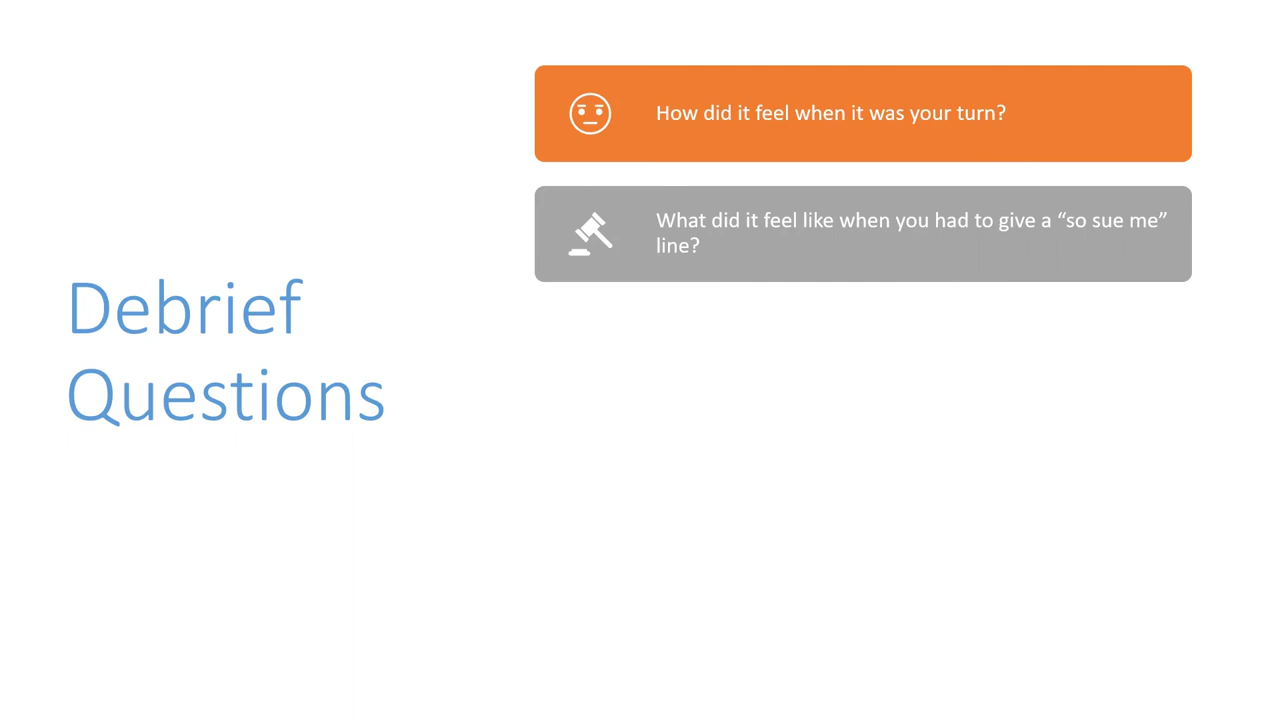 Debrief
Questions
How did it feel when it was your turn?
What did it feel like when you had to give a “so sue me”
line?